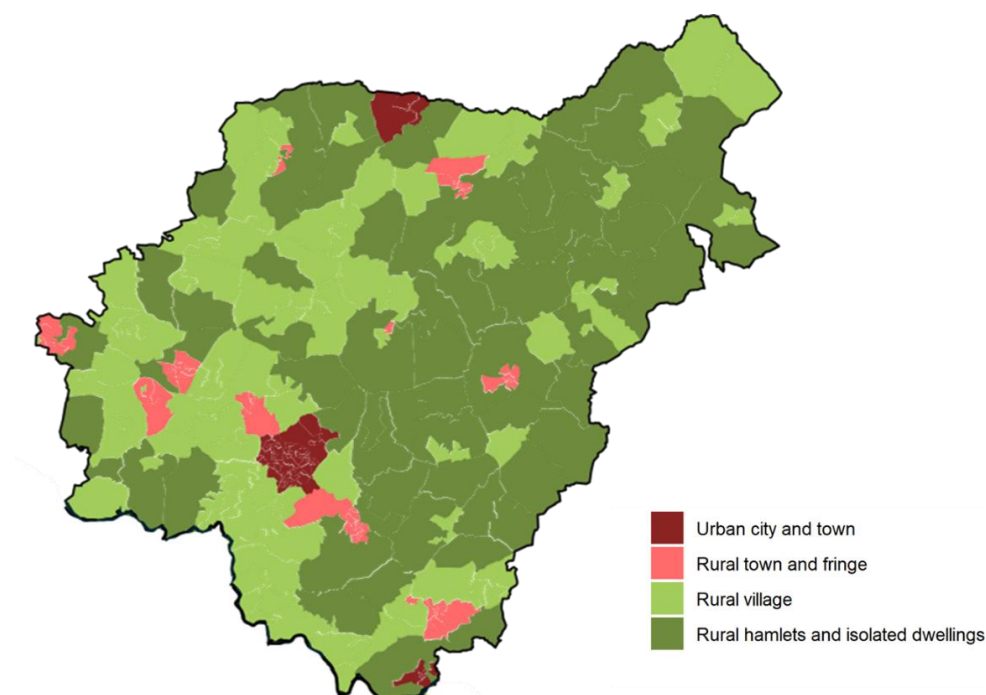 Urban city and town
Rural town and fringe
Rural village
Rural hamlets and isolated dwellings